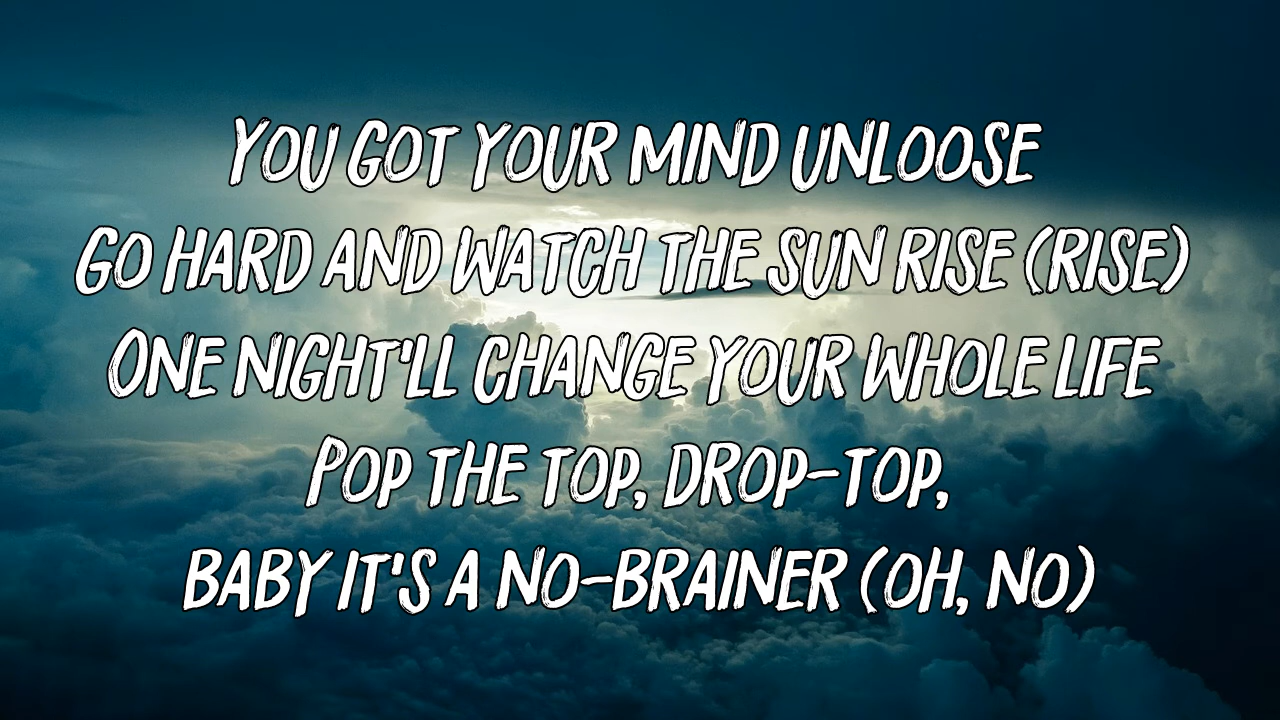 You got your mind unloose
Go hard and watch the sun rise (rise)
One night'll change your whole life
Pop the top, drop-top,
baby it's a no-brainer (oh, no)